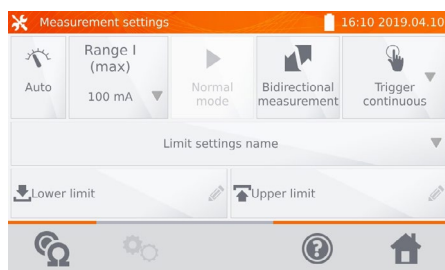 Measurement settings
16:10 2019.04.10
Auto
Range I
(max)
100 mA
Normal
mode
Bidirectional
measurement
Trigger
continuous
Limit settings name
Lower limit
Upper limit